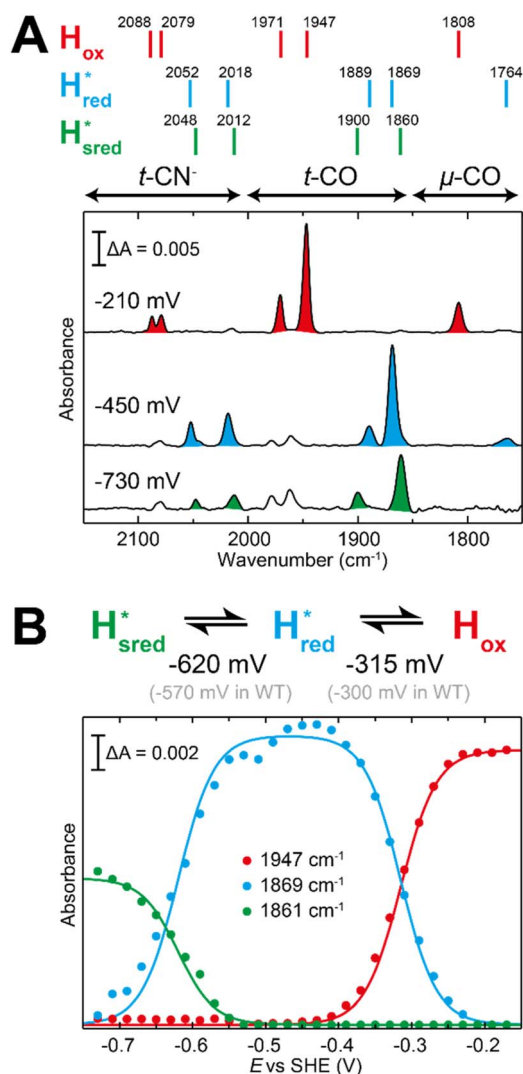 A
2088 2079 1971 1947 1808
Hox
2052 2018 1889 1869 1764
H*red
2048 2012 1900 1860
H*sred
t-CN- t-CO μ-CO
ΔA = 0.005
-210 mV
-450 mV
-730 mV
Absorbance
2100 2000 1900 1800
Wavenumber (cm-1)
B
H*sred ⇌ H*red ⇌ Hox
-620 mV -315 mV
(-570 mV in WT) (-300 mV in WT)
ΔA = 0.002
1947 cm-1
1869 cm-1
1861 cm-1
Absorbance
-0.7 -0.6 -0.5 -0.4 -0.3 -0.2
E vs SHE (V)